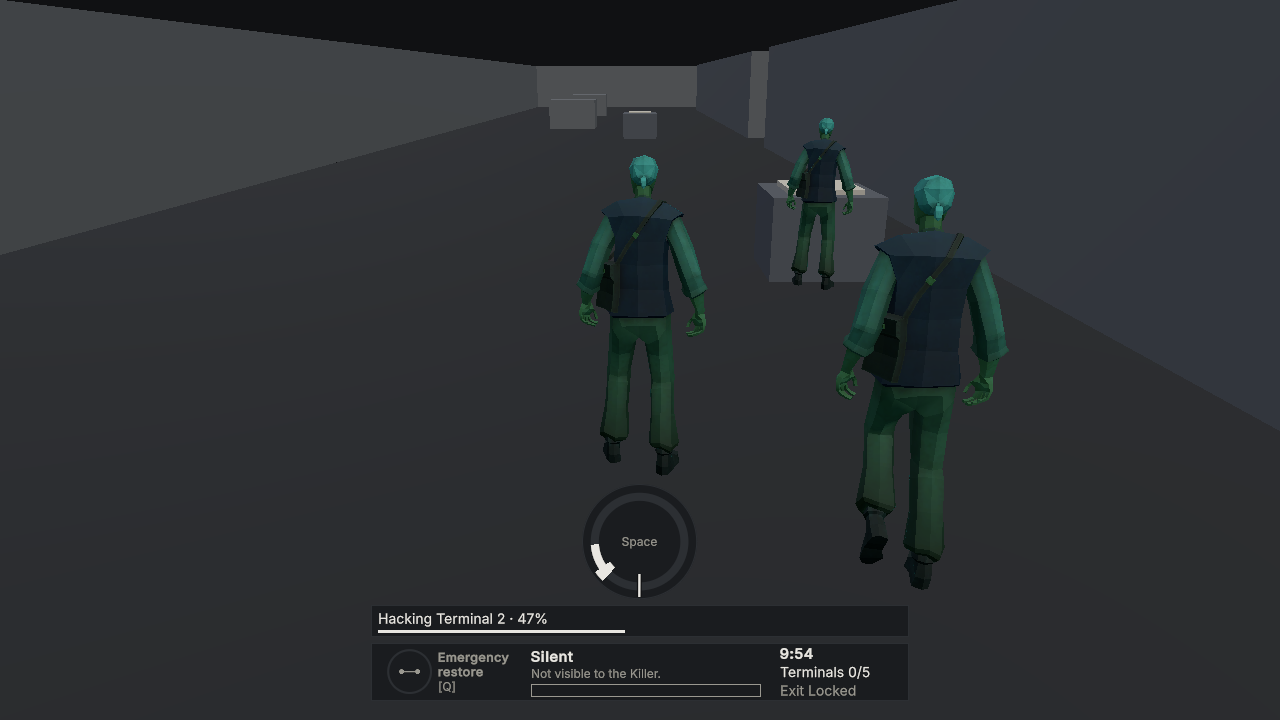 Space
Hacking Terminal 2 · 47%
Emergency
restore
[Q]
Silent
Not visible to the Killer.
9:54
Terminals 0/5
Exit Locked